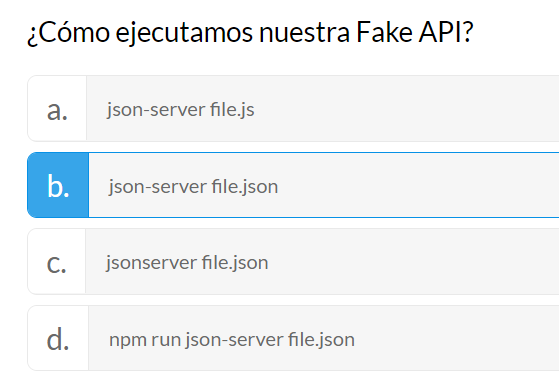 ¿Cómo ejecutamos nuestra Fake API?
a. json-server file.js
b. json-server file.json
c. jsonserver file.json
d. npm run json-server file.json